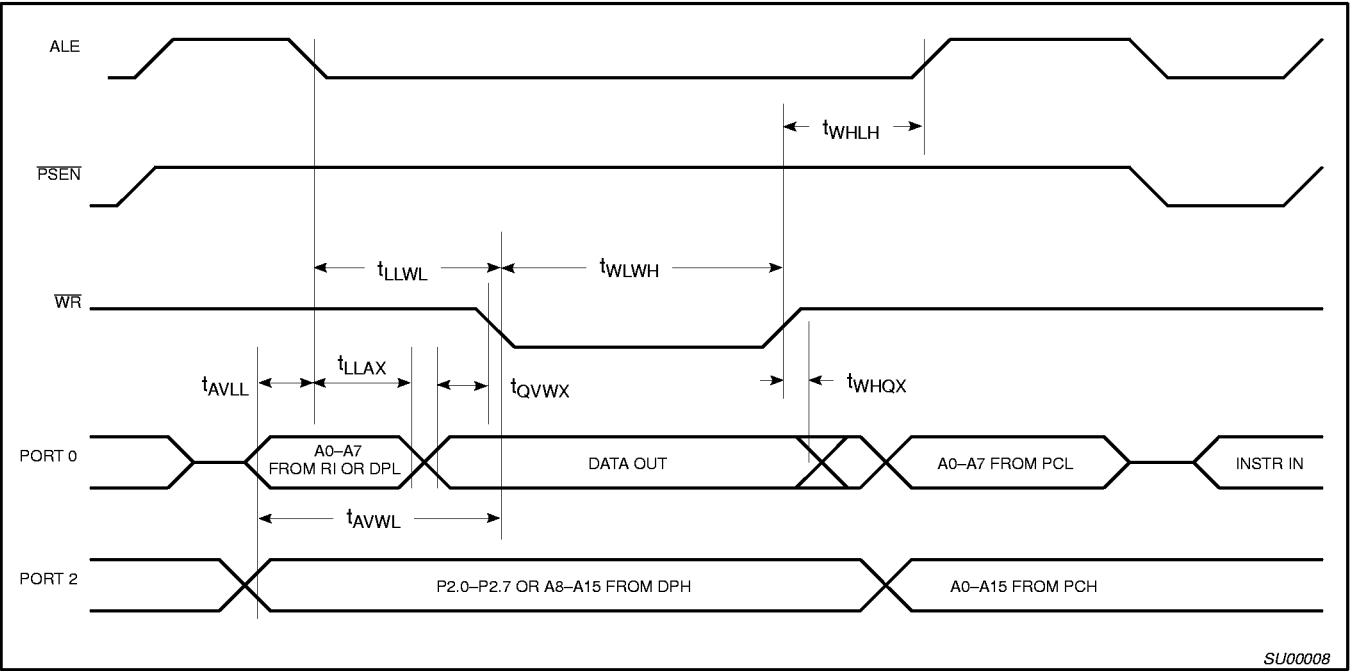 ALE
tWHLH
PSEN
tLLWL
tWLWH
WR
tLLAX
tAVLL
tQVWX
tWHQX
PORT 0
A0–A7
FROM RI OR DPL
DATA OUT
A0–A7 FROM PCL
INSTR IN
tAVWL
PORT 2
P2.0–P2.7 OR A8–A15 FROM DPH
A0–A15 FROM PCH
SU00008